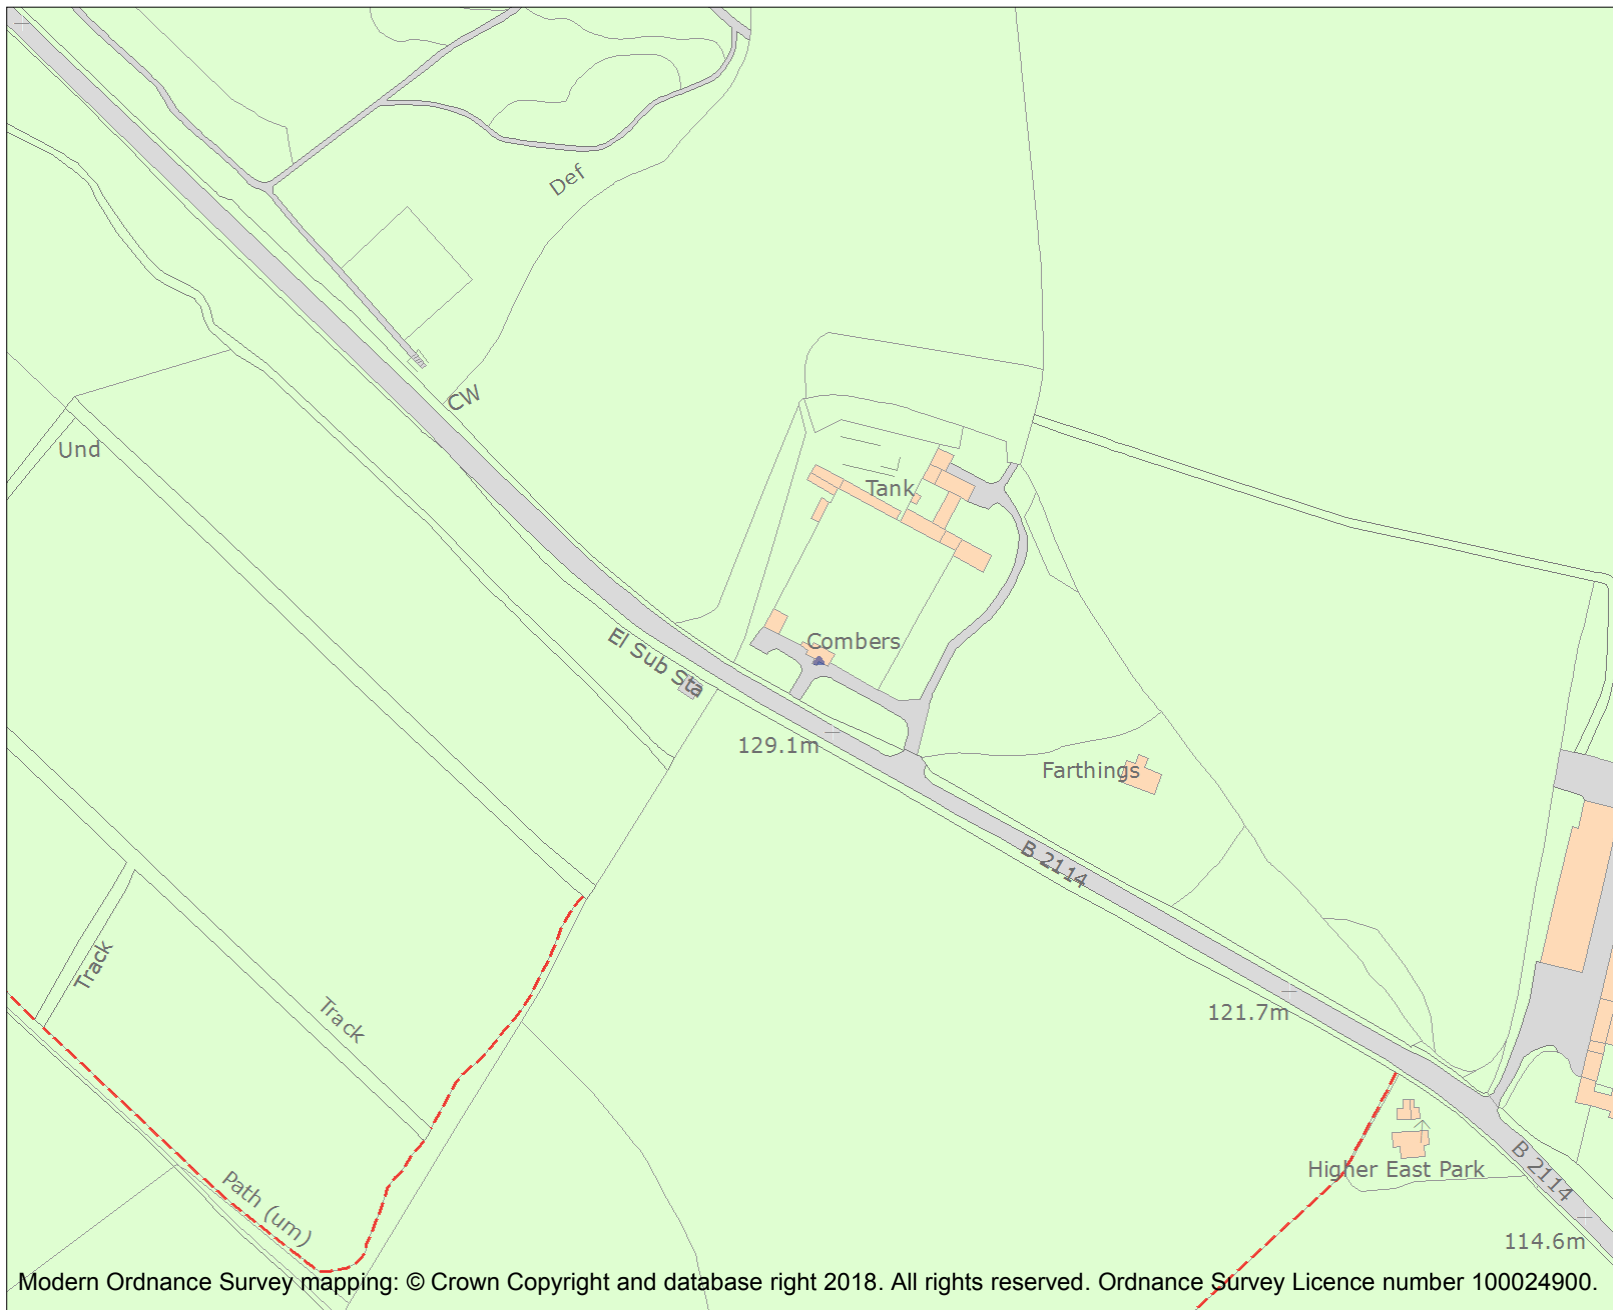 Def
CW
Und
Tank
Combers
El Sub Sta
129.1m
Farthings
B 2114
Track
Track
121.7m
Path (um)
Higher East Park
B 2114
114.6m
Modern Ordnance Survey mapping: © Crown Copyright and database right 2018. All rights reserved. Ordnance Survey Licence number 100024900.